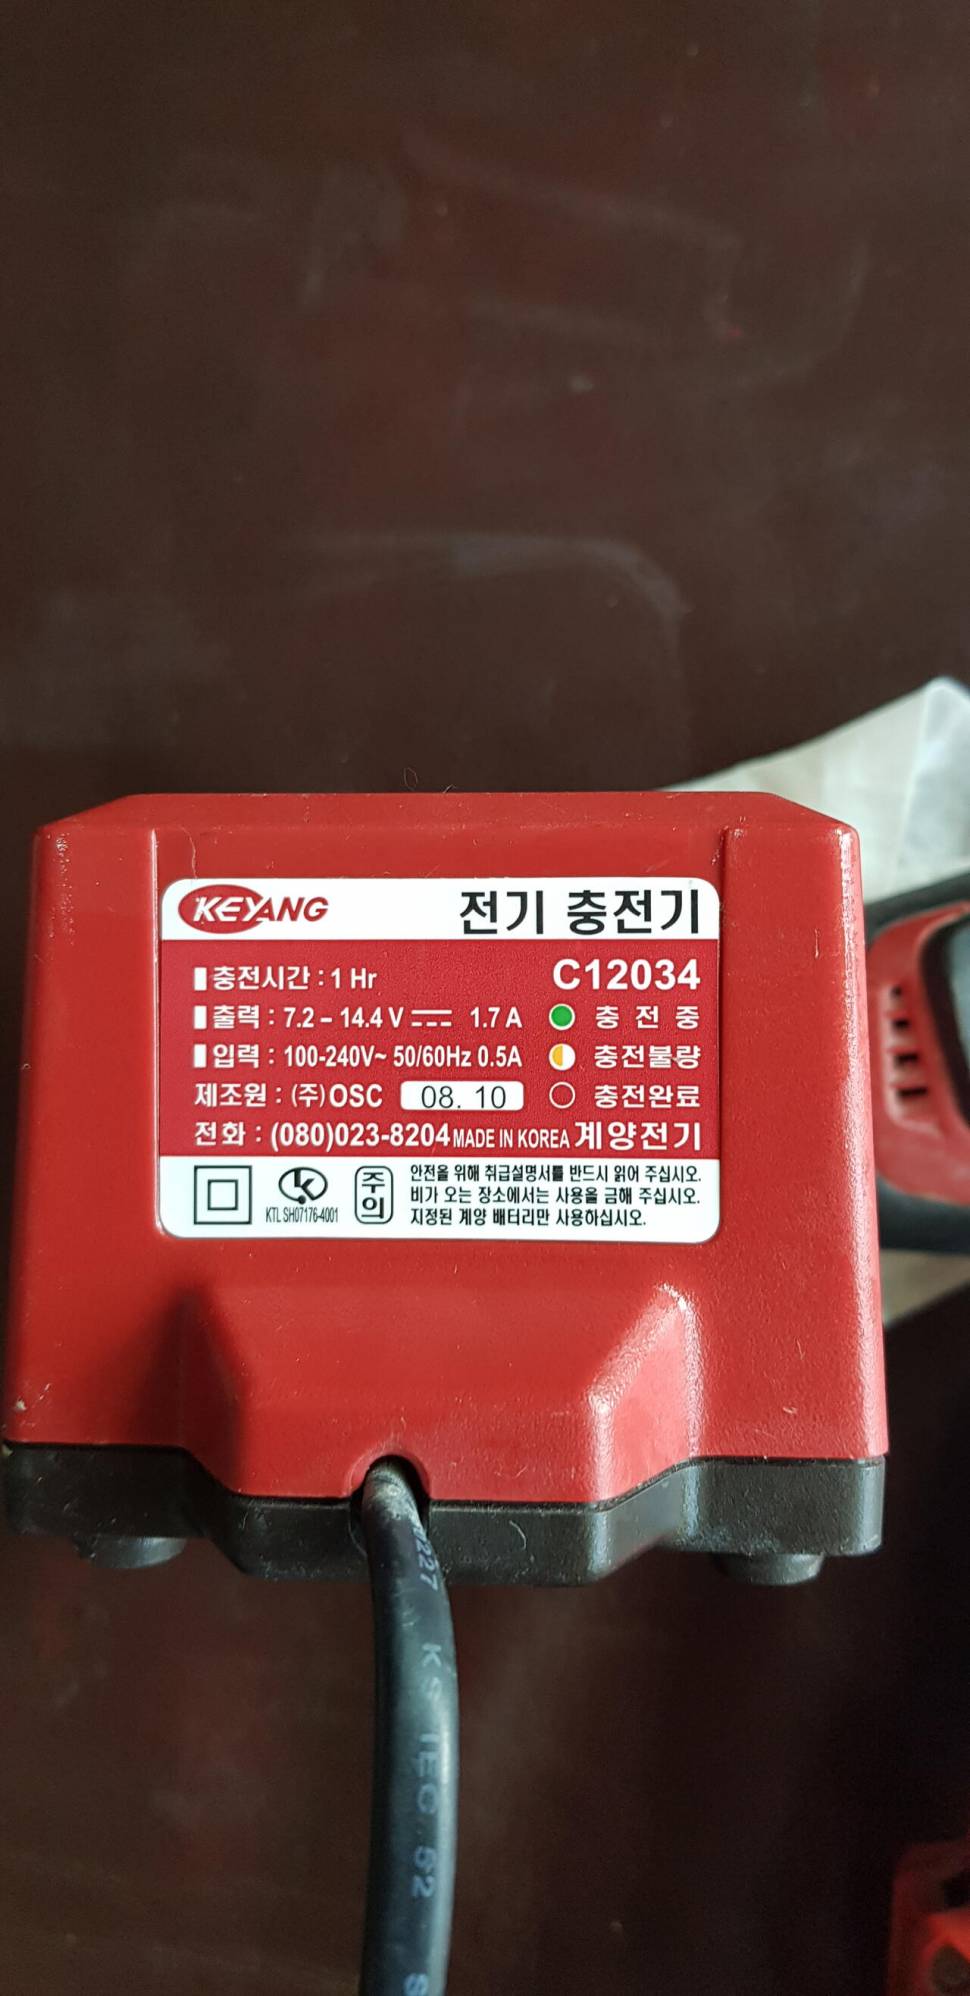 KEYANG 전기 충전기
충전시간 : 1 Hr C12034
출력 : 7.2 – 14.4 V 1.7 A 충 전 중
입력 : 100-240V~ 50/60Hz 0.5A 충전불량
제조원 : (주)OSC 08. 10 충전완료
전화 : (080)023-8204 MADE IN KOREA 계양전기
KTL SH07176-4001
주의
안전을 위해 취급설명서를 반드시 읽어 주십시오.
비가 오는 장소에서는 사용을 금해 주십시오.
지정된 계양 배터리만 사용하십시오.
227 KS IEC 52 S